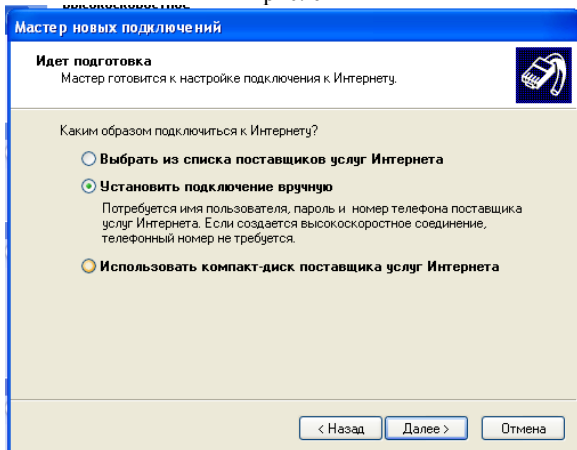 высокоскоростное
Мастер новых подключений
Идет подготовка
Мастер готовится к настройке подключения к Интернету.
Каким образом подключиться к Интернету?
Выбрать из списка поставщиков услуг Интернета
Установить подключение вручную
Потребуется имя пользователя, пароль и номер телефона поставщика
услуг Интернета. Если создается высокоскоростное соединение,
телефонный номер не требуется.
Использовать компакт-диск поставщика услуг Интернета
< Назад Далее > Отмена